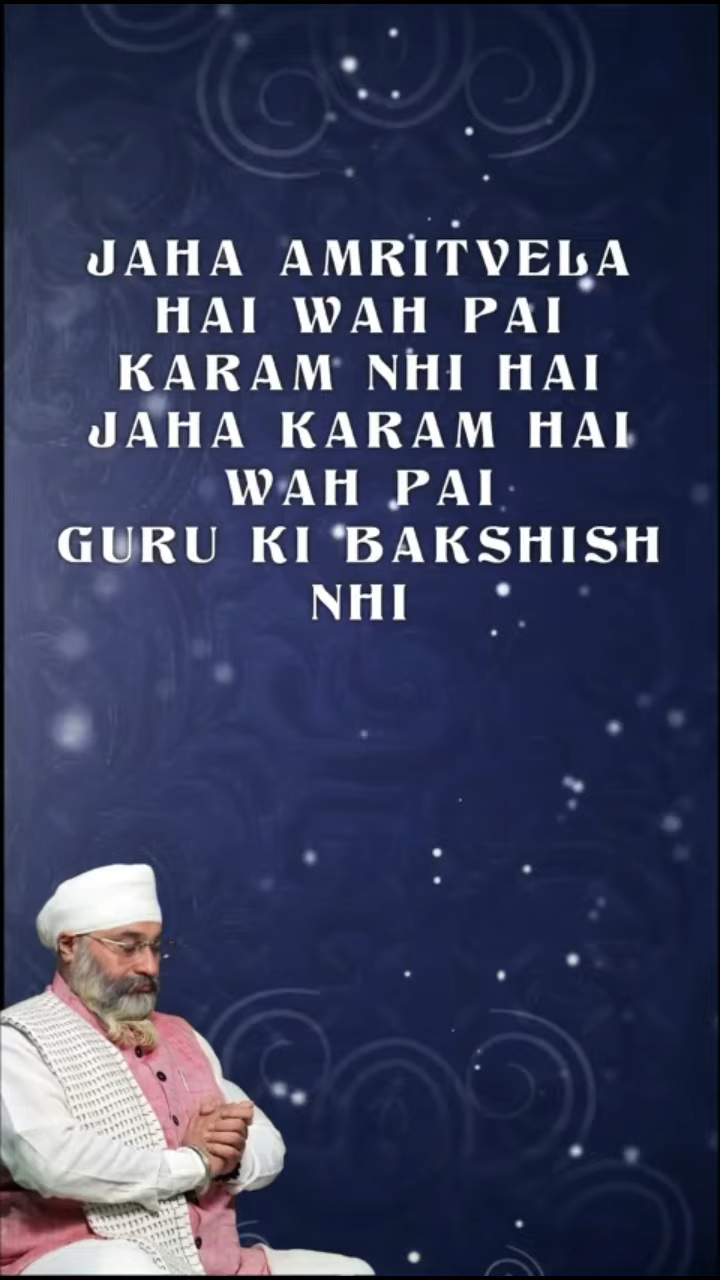 JAHA AMRITVELA
HAI WAH PAI
KARAM NHI HAI
JAHA KARAM HAI
WAH PAI
GURU KI BAKSHISH
NHI